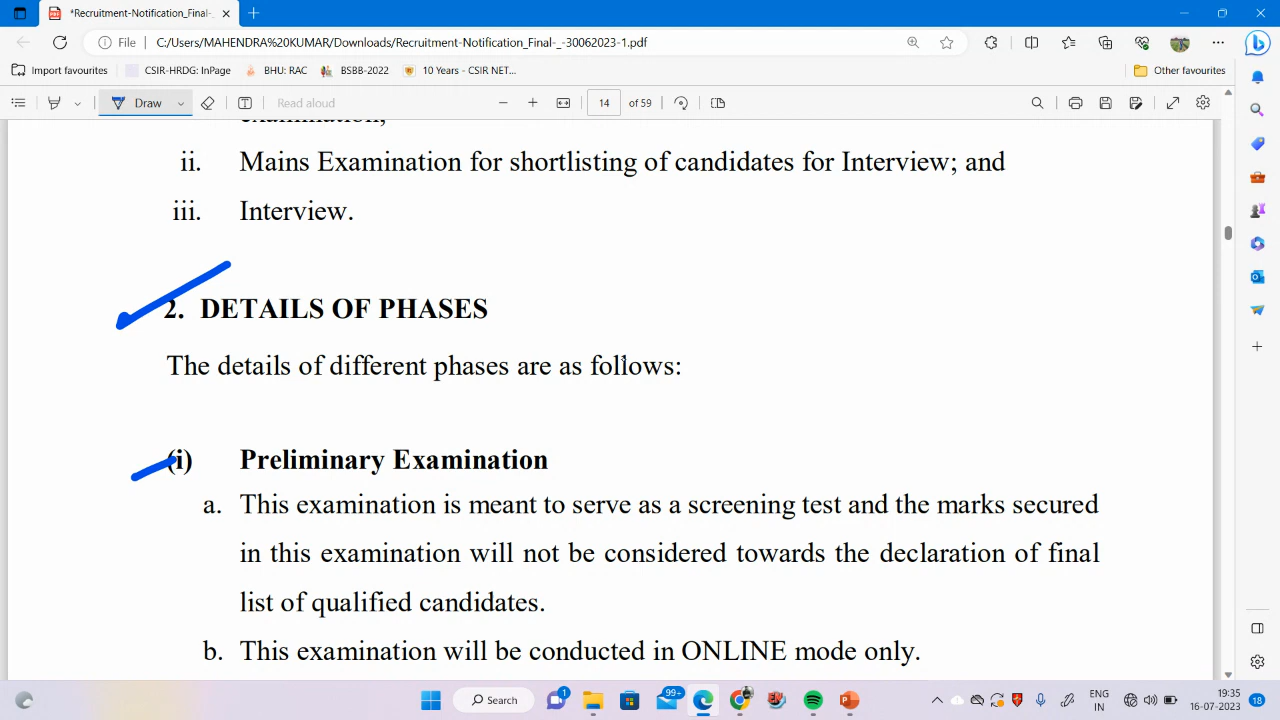 *Recruitment-Notification_Final-
File C:/Users/MAHENDRA%20KUMAR/Downloads/Recruitment-Notification_Final-_-30062023-1.pdf
Import favourites CSIR-HRDG: InPage BHU: RAC BSBB-2022 10 Years - CSIR NET... Other favourites
Draw Read aloud 14 of 59
examination;
ii. Mains Examination for shortlisting of candidates for Interview; and
iii. Interview.
2. DETAILS OF PHASES
The details of different phases are as follows:
(i) Preliminary Examination
a. This examination is meant to serve as a screening test and the marks secured
in this examination will not be considered towards the declaration of final
list of qualified candidates.
b. This examination will be conducted in ONLINE mode only.
Search 1 99+ ENG 19:35
IN 16-07-2023 18